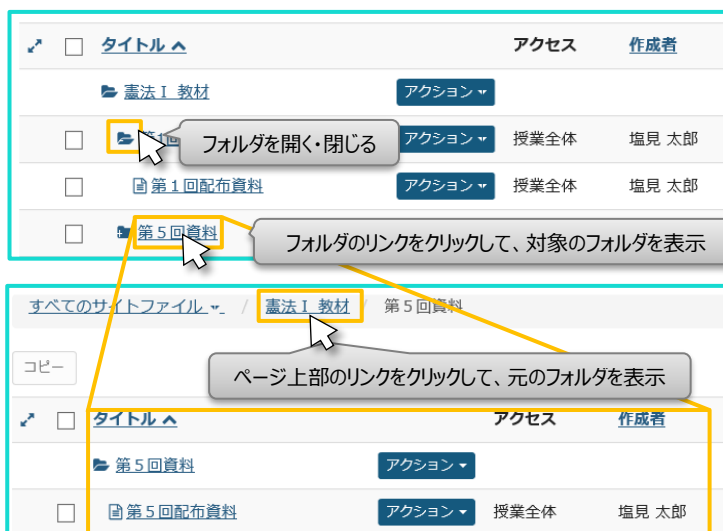 タイトル アクセス 作成者
憲法Ⅰ 教材 アクション
フォルダを開く・閉じる アクション 授業全体 塩見 太郎
第１回配布資料 アクション 授業全体 塩見 太郎
第５回資料 フォルダのリンクをクリックして、対象のフォルダを表示
すべてのサイトファイル / 憲法Ⅰ 教材 / 第５回資料
コピー ページ上部のリンクをクリックして、元のフォルダを表示
タイトル アクセス 作成者
第５回資料 アクション
第５回配布資料 アクション 授業全体 塩見 太郎